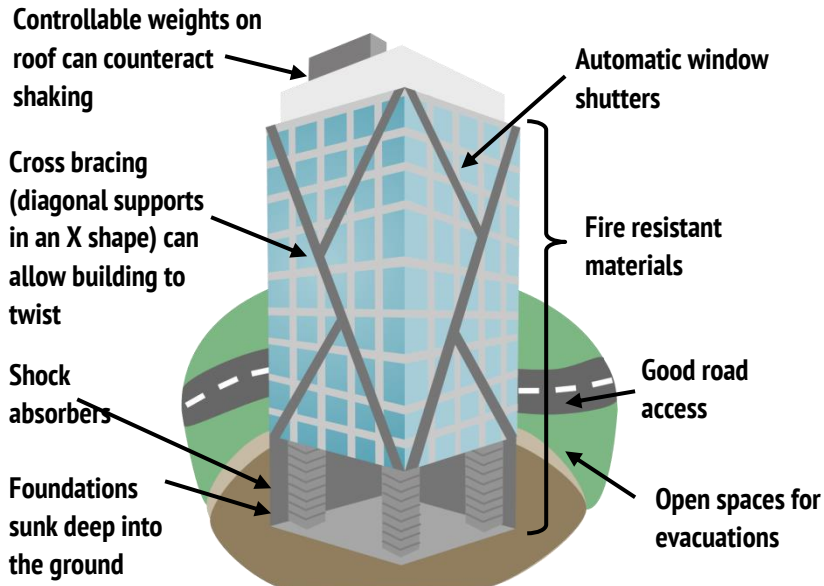 Controllable weights on
roof can counteract
shaking
Automatic window
shutters
Cross bracing
(diagonal supports
in an X shape) can
allow building to
twist
Fire resistant
materials
Shock
absorbers
Good road
access
Foundations
sunk deep into
the ground
Open spaces for
evacuations